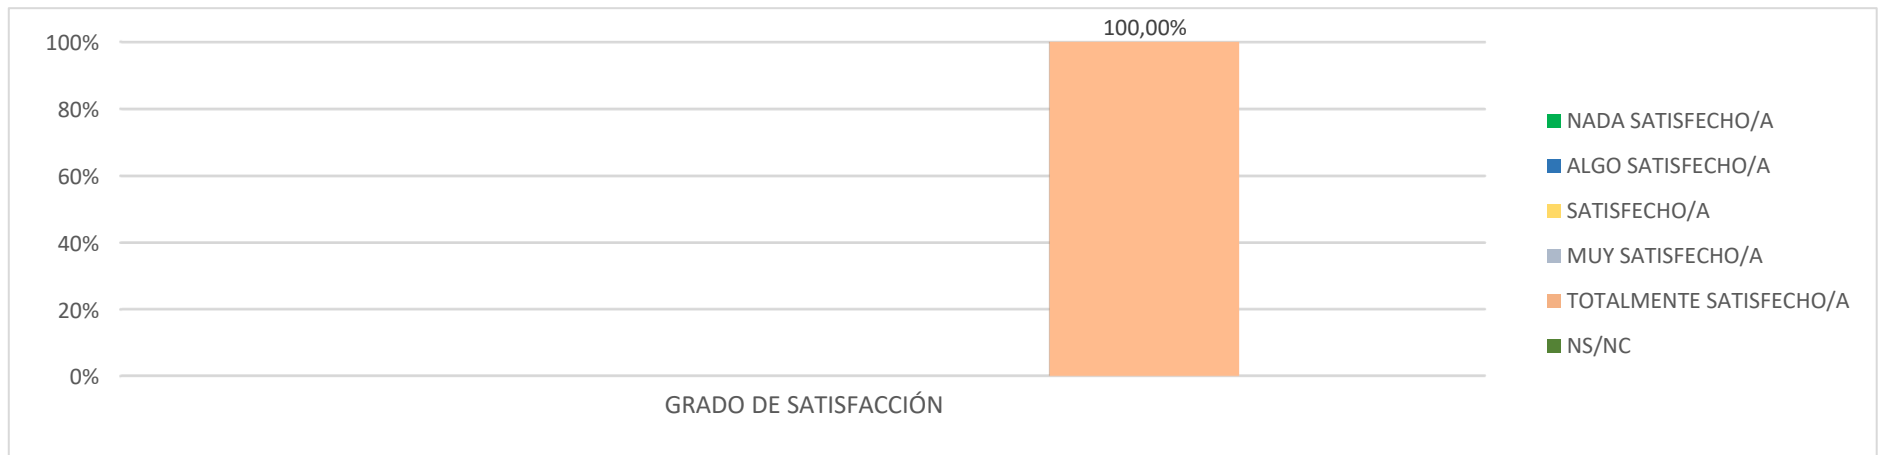 100,00%
100%
80%
60%
40%
20%
0%
GRADO DE SATISFACCIÓN
NADA SATISFECHO/A
ALGO SATISFECHO/A
SATISFECHO/A
MUY SATISFECHO/A
TOTALMENTE SATISFECHO/A
NS/NC